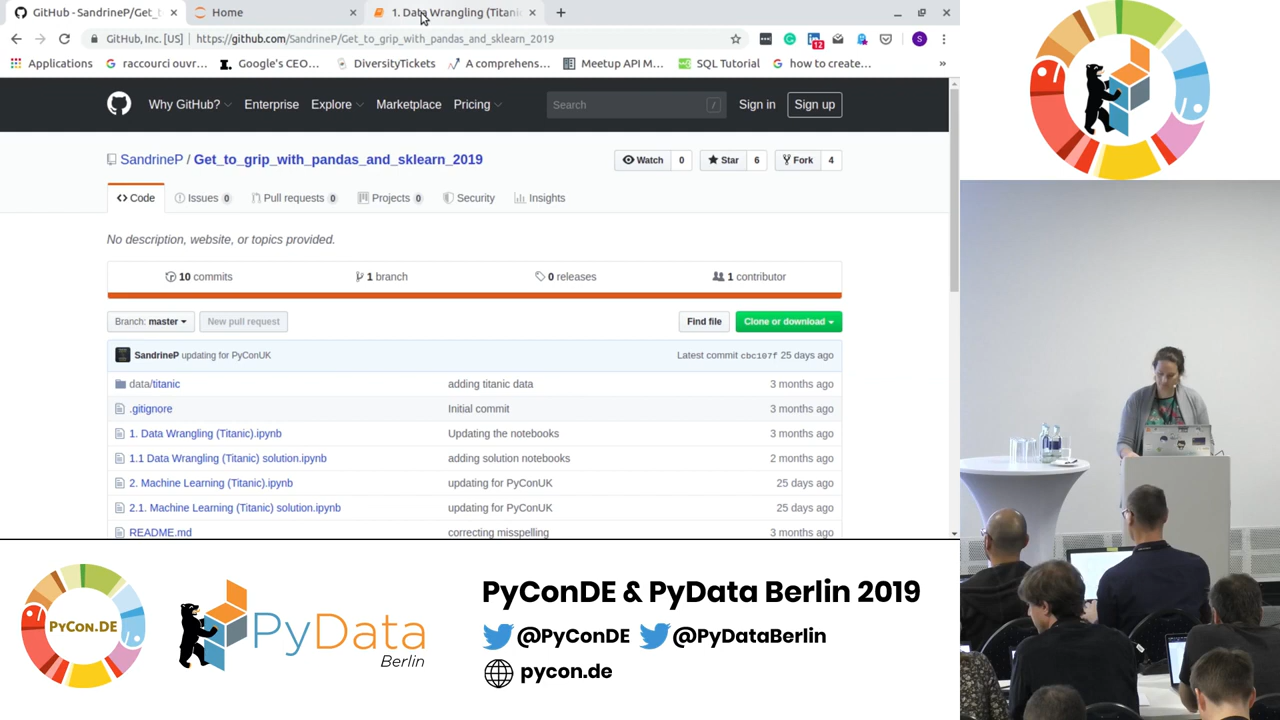 GitHub - SandrineP/Get_t
Home
1. Data Wrangling (Titani
GitHub, Inc. [US]
https://github.com/SandrineP/Get_to_grip_with_pandas_and_sklearn_2019
12
S
Applications
raccourci ouvr...
Google's CEO...
DiversityTickets
A comprehens...
Meetup API M...
SQL Tutorial
how to create...
»
Why GitHub?
Enterprise
Explore
Marketplace
Pricing
Search
/
Sign in
Sign up
SandrineP / Get_to_grip_with_pandas_and_sklearn_2019
Watch 0
Star 6
Fork 4
Code
Issues 0
Pull requests 0
Projects 0
Security
Insights
No description, website, or topics provided.
10 commits
1 branch
0 releases
1 contributor
Branch: master
New pull request
Find file
Clone or download
SandrineP updating for PyConUK
Latest commit cbc107f 25 days ago
data/titanic adding titanic data 3 months ago
.gitignore Initial commit 3 months ago
1. Data Wrangling (Titanic).ipynb Updating the notebooks 3 months ago
1.1 Data Wrangling (Titanic) solution.ipynb adding solution notebooks 2 months ago
2. Machine Learning (Titanic).ipynb updating for PyConUK 25 days ago
2.1. Machine Learning (Titanic) solution.ipynb updating for PyConUK 25 days ago
README.md correcting misspelling 3 months ago
PyCon.DE
PyData
Berlin
PyConDE & PyData Berlin 2019
@PyConDE @PyDataBerlin
pycon.de